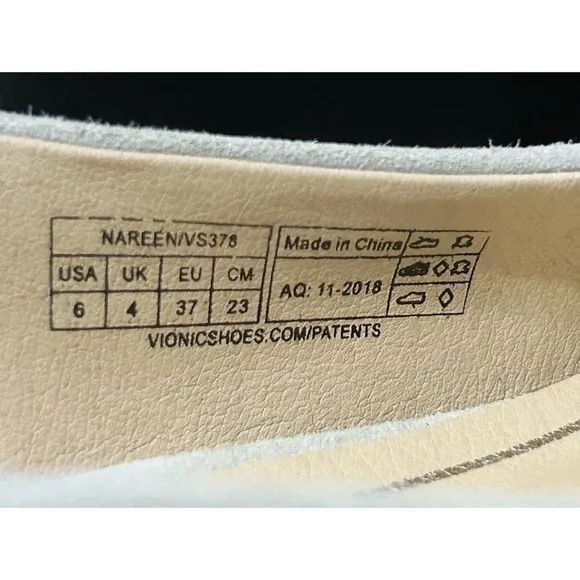 NAREEN/VS378
USA UK EU CM
6 4 37 23
Made in China
AQ: 11-2018
VIONICSHOES.COM/PATENTS